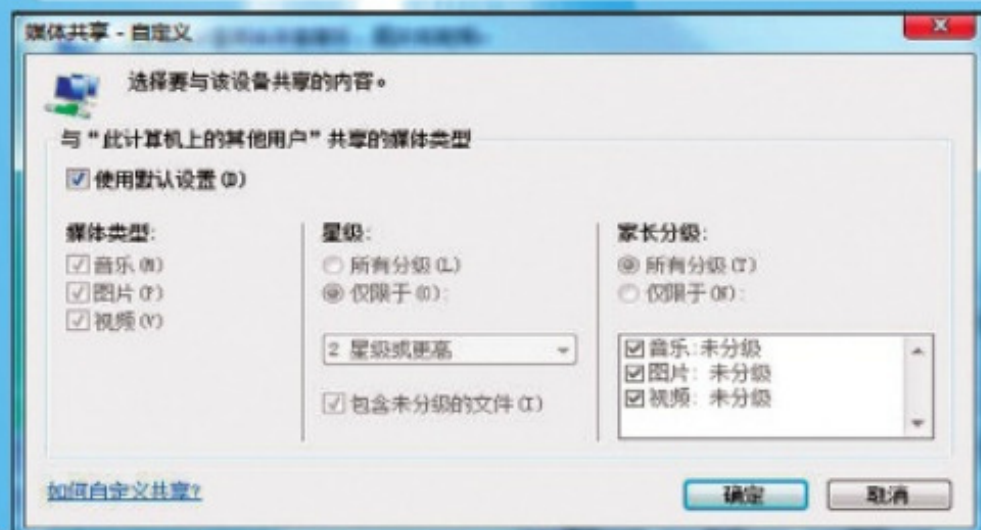 媒体共享 - 自定义
选择要与该设备共享的内容。
与“此计算机上的其他用户”共享的媒体类型
使用默认设置(D)
媒体类型:
音乐(M)
图片(P)
视频(V)
星级:
所有分级(L)
仅限于(O):
2 星级或更高
包含未分级的文件(I)
家长分级:
所有分级(T)
仅限于(N):
音乐:未分级
图片: 未分级
视频: 未分级
如何自定义共享?
确定
取消